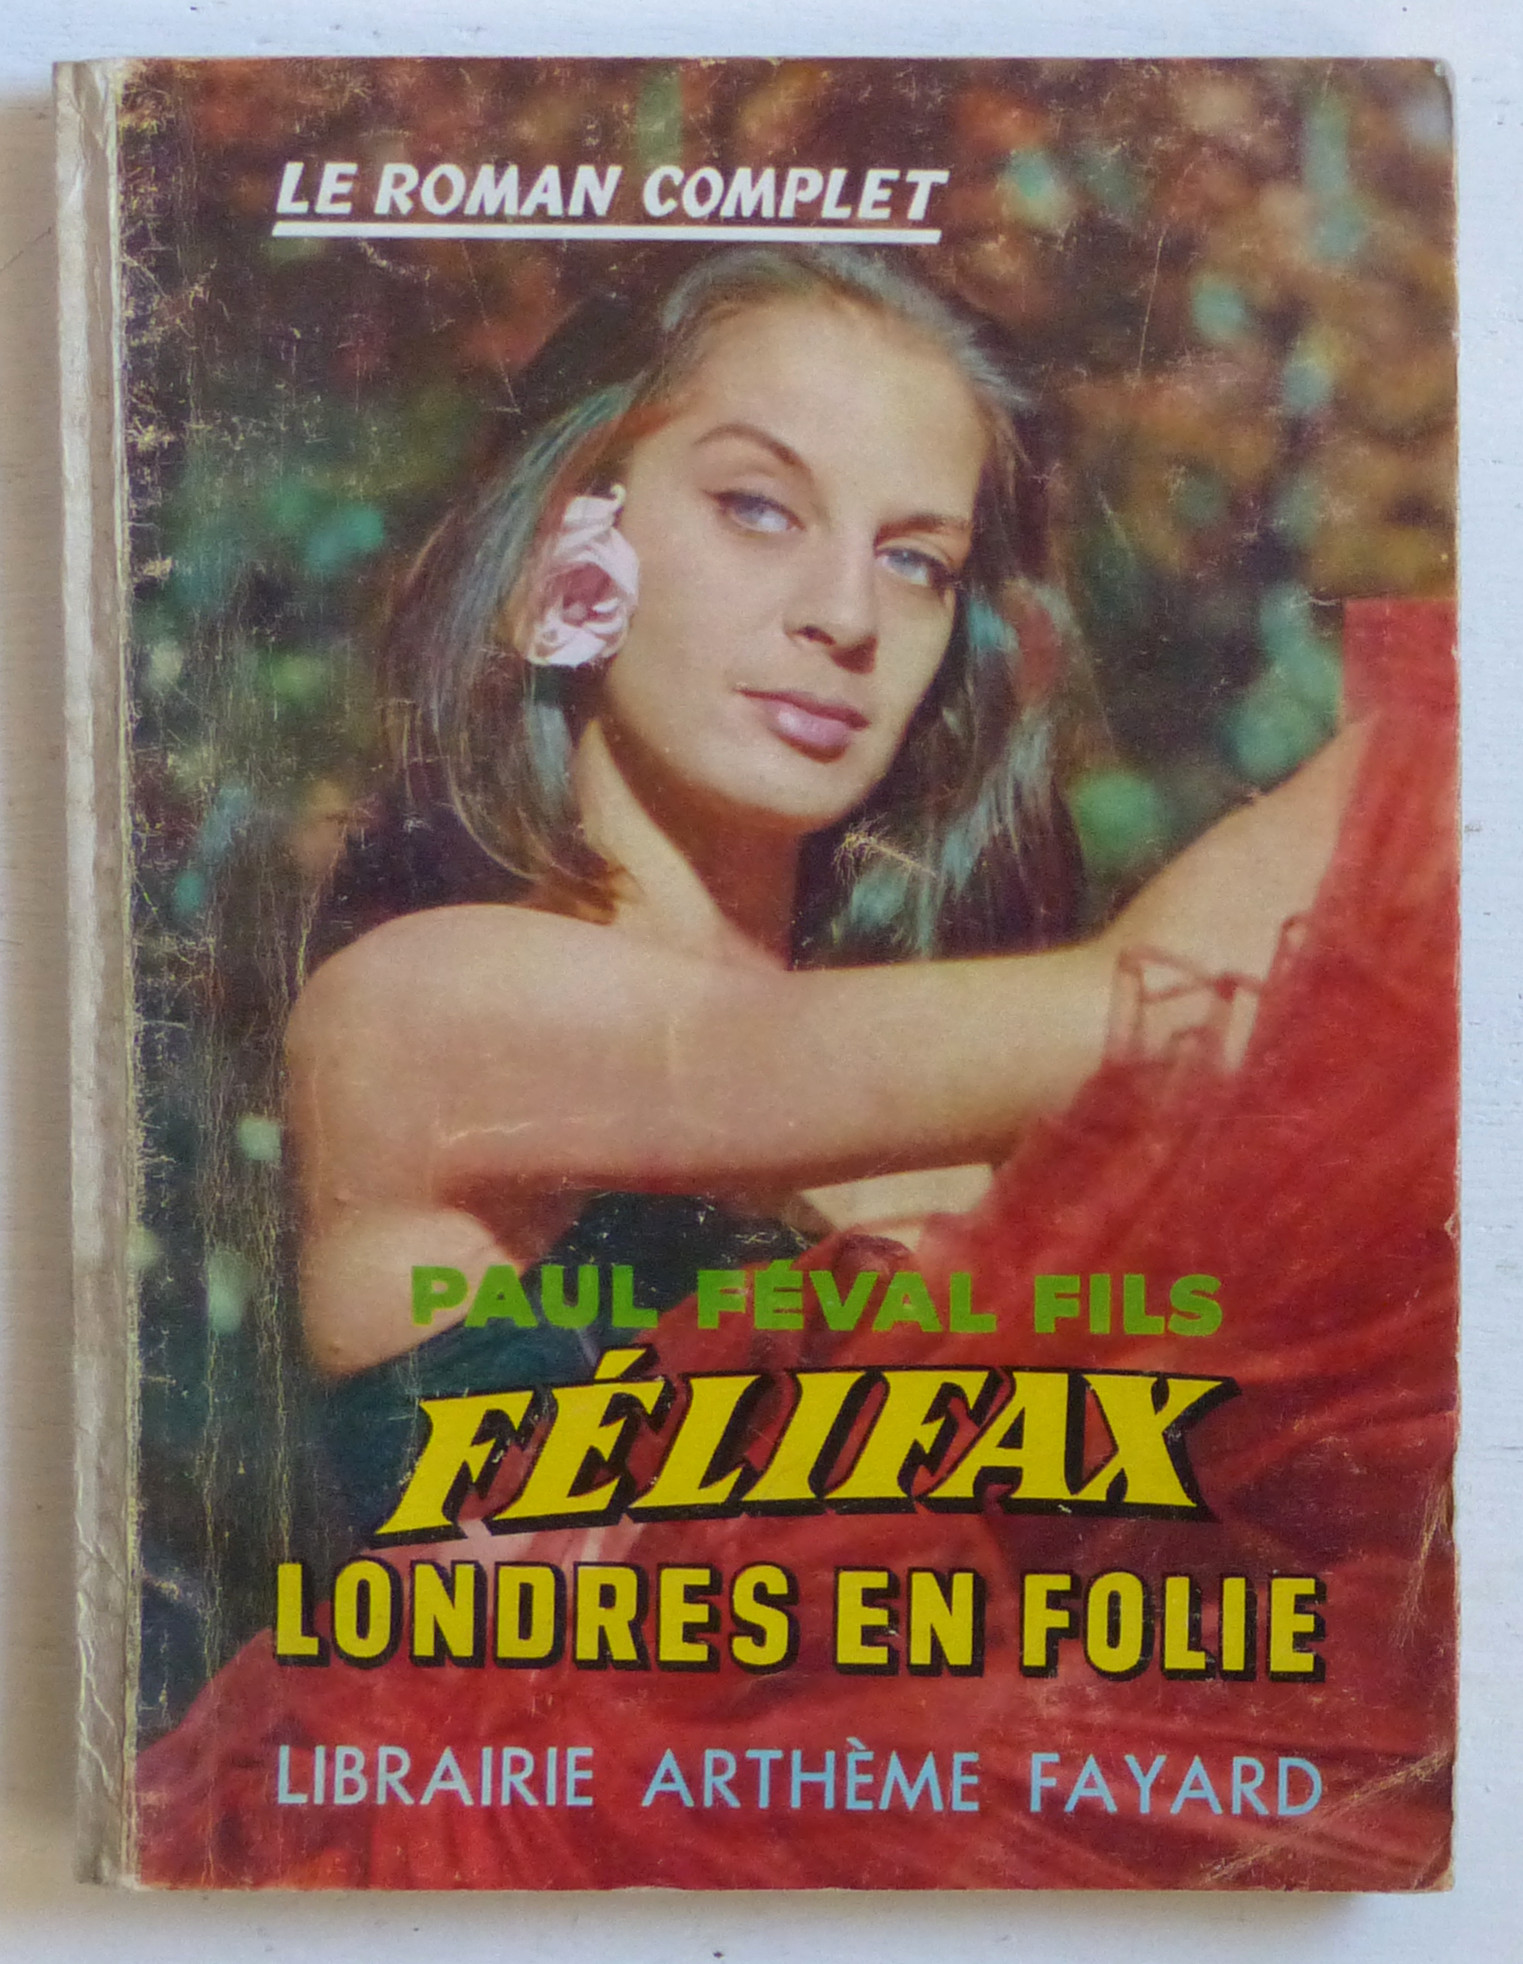 LE ROMAN COMPLET
PAUL FÉVAL FILS
FÉLIFAX
LONDRES EN FOLIE
LIBRAIRIE ARTHÈME FAYARD